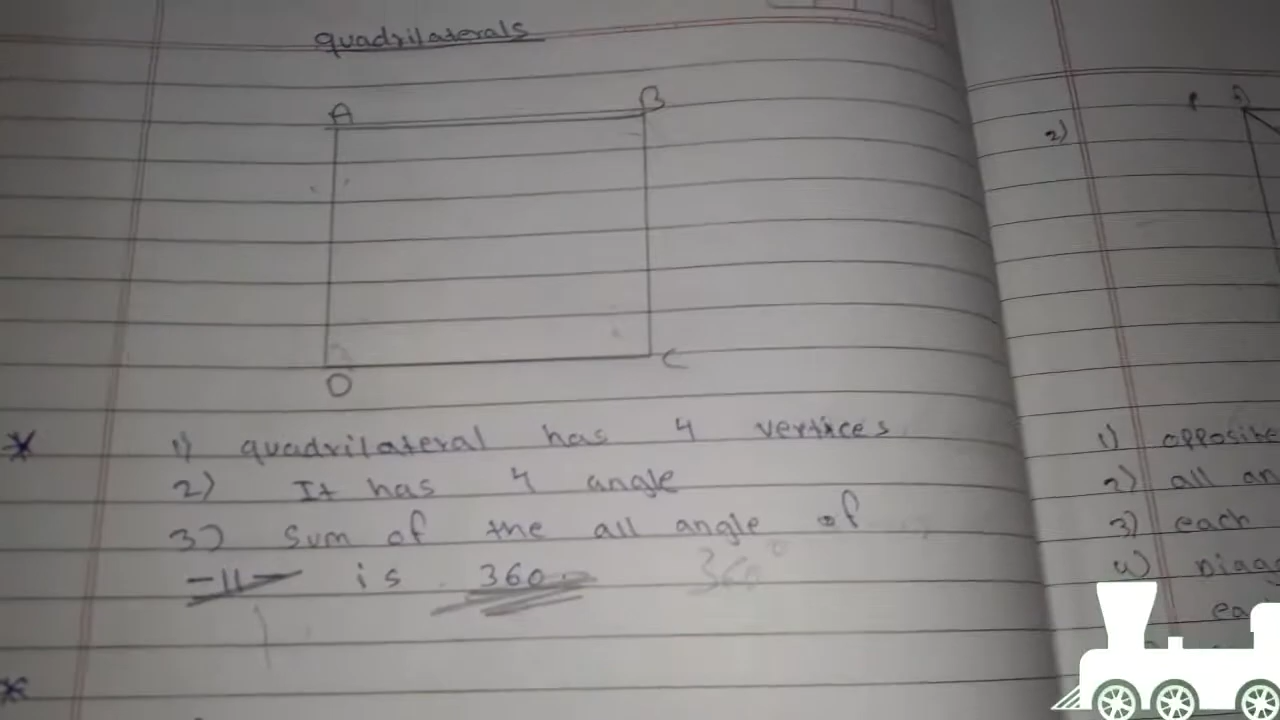 quadrilaterals
A B
D C
1) quadrilateral has 4 vertices
2) It has 4 angle
3) Sum of the all angle of
–11– is 360 360°
2)
1) opposite
2) all an
3) each
4)